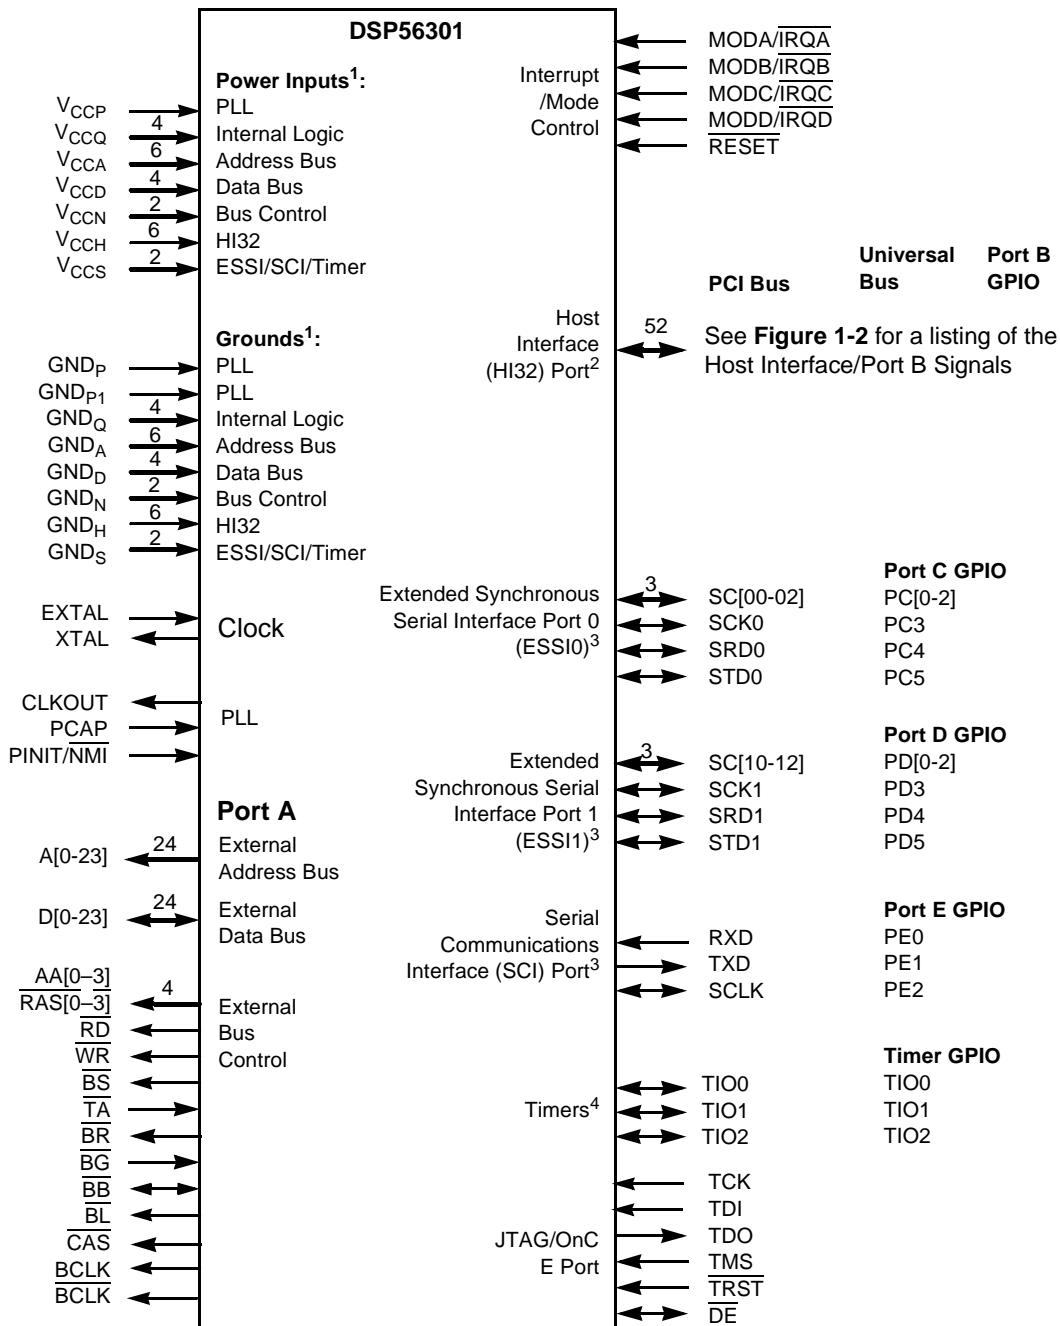 DSP56301
Power Inputs1:
VCCP PLL
VCCQ 4 Internal Logic
VCCA 6 Address Bus
VCCD 4 Data Bus
VCCN 2 Bus Control
VCCH 6 HI32
VCCS 2 ESSI/SCI/Timer
Grounds1:
GNDP PLL
GNDP1 PLL
GNDQ 4 Internal Logic
GNDA 6 Address Bus
GNDD 4 Data Bus
GNDN 2 Bus Control
GNDH 6 HI32
GNDS 2 ESSI/SCI/Timer
EXTAL
XTAL
Clock
CLKOUT
PCAP
PINIT/NMI
PLL
Port A
A[0-23] 24 External
Address Bus
D[0-23] 24 External
Data Bus
AA[0–3]
RAS[0–3] 4
External
Bus
Control
RD
WR
BS
TA
BR
BG
BB
BL
CAS
BCLK
BCLK
Interrupt
/Mode
Control
MODA/IRQA
MODB/IRQB
MODC/IRQC
MODD/IRQD
RESET
PCI Bus
Universal
Bus
Port B
GPIO
Host
Interface
(HI32) Port2
52
See Figure 1-2 for a listing of the
Host Interface/Port B Signals
Extended Synchronous
Serial Interface Port 0
(ESSI0)3
Port C GPIO
3 SC[00-02] PC[0-2]
SCK0 PC3
SRD0 PC4
STD0 PC5
Extended
Synchronous Serial
Interface Port 1
(ESSI1)3
Port D GPIO
3 SC[10-12] PD[0-2]
SCK1 PD3
SRD1 PD4
STD1 PD5
Serial
Communications
Interface (SCI) Port3
Port E GPIO
RXD PE0
TXD PE1
SCLK PE2
Timers4
Timer GPIO
TIO0 TIO0
TIO1 TIO1
TIO2 TIO2
JTAG/OnC
E Port
TCK
TDI
TDO
TMS
TRST
DE